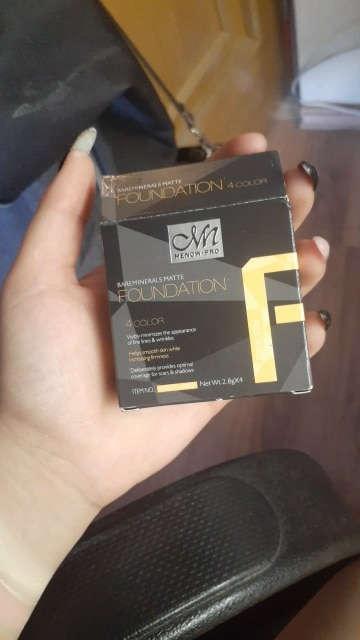 BAREMINERALS MATTE
FOUNDATION 4 COLOR
M
MENOW-PRO
BAREMINERALS MATTE
FOUNDATION
4 COLOR
Visibly minimizes the appearance
of fine lines & wrinkles
Helps smooth skin while
increasing firmness
Deliberately provides optimal
coverage for scars & shadows
ITEM NO.
Net Wt. 2.8gX4
F